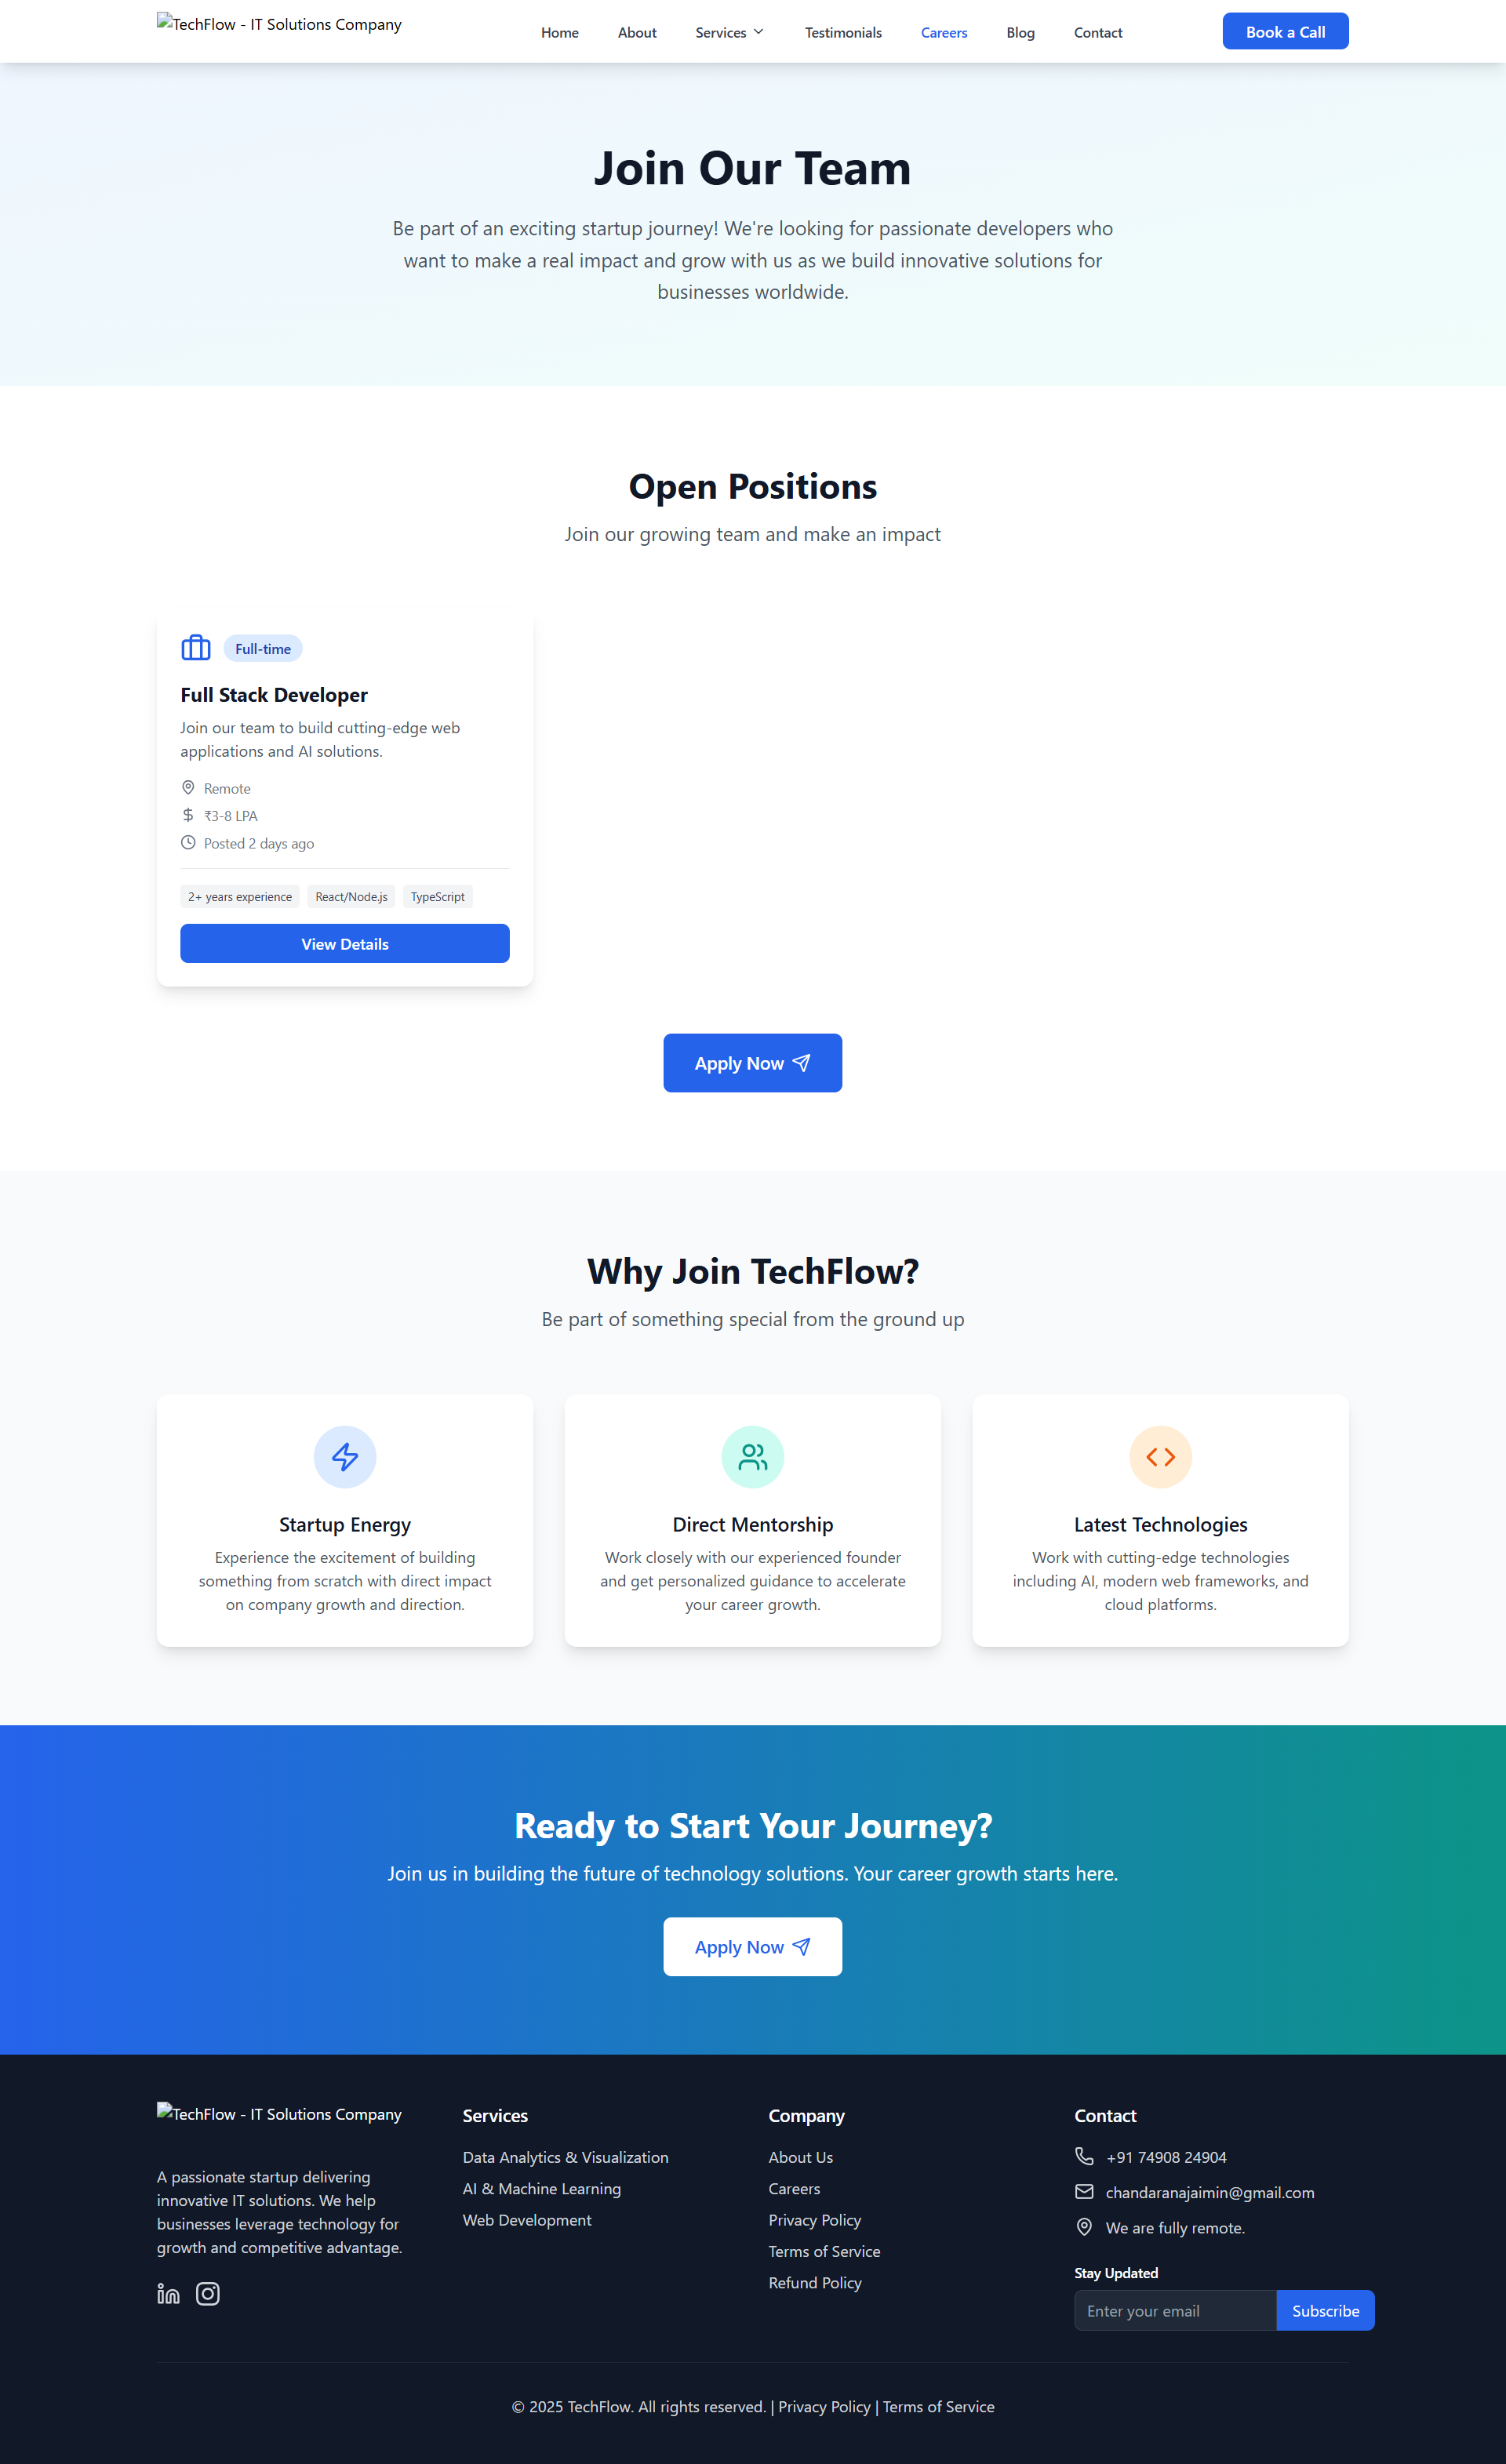 TechFlow - IT Solutions Company
Home
About
Services
Testimonials
Careers
Blog
Contact
Book a Call
Join Our Team
Be part of an exciting startup journey! We're looking for passionate developers who
want to make a real impact and grow with us as we build innovative solutions for
businesses worldwide.
Open Positions
Join our growing team and make an impact
Full-time
Full Stack Developer
Join our team to build cutting-edge web
applications and AI solutions.
Remote
₹3-8 LPA
Posted 2 days ago
2+ years experience
React/Node.js
TypeScript
View Details
Apply Now
Why Join TechFlow?
Be part of something special from the ground up
Startup Energy
Experience the excitement of building
something from scratch with direct impact
on company growth and direction.
Direct Mentorship
Work closely with our experienced founder
and get personalized guidance to accelerate
your career growth.
Latest Technologies
Work with cutting-edge technologies
including AI, modern web frameworks, and
cloud platforms.
Ready to Start Your Journey?
Join us in building the future of technology solutions. Your career growth starts here.
Apply Now
TechFlow - IT Solutions Company
A passionate startup delivering
innovative IT solutions. We help
businesses leverage technology for
growth and competitive advantage.
Services
Data Analytics & Visualization
AI & Machine Learning
Web Development
Company
About Us
Careers
Privacy Policy
Terms of Service
Refund Policy
Contact
+91 74908 24904
chandaranajaimin@gmail.com
We are fully remote.
Stay Updated
Enter your email
Subscribe
© 2025 TechFlow. All rights reserved. | Privacy Policy | Terms of Service